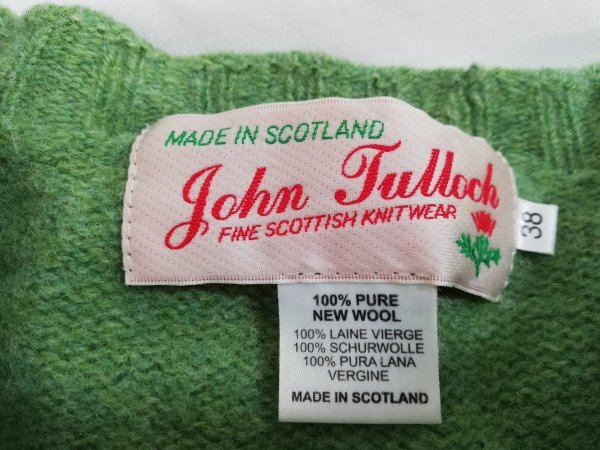 MADE IN SCOTLAND
John Tulloch
FINE SCOTTISH KNITWEAR
38
100% PURE
NEW WOOL
100% LAINE VIERGE
100% SCHURWOLLE
100% PURA LANA
VERGINE
MADE IN SCOTLAND